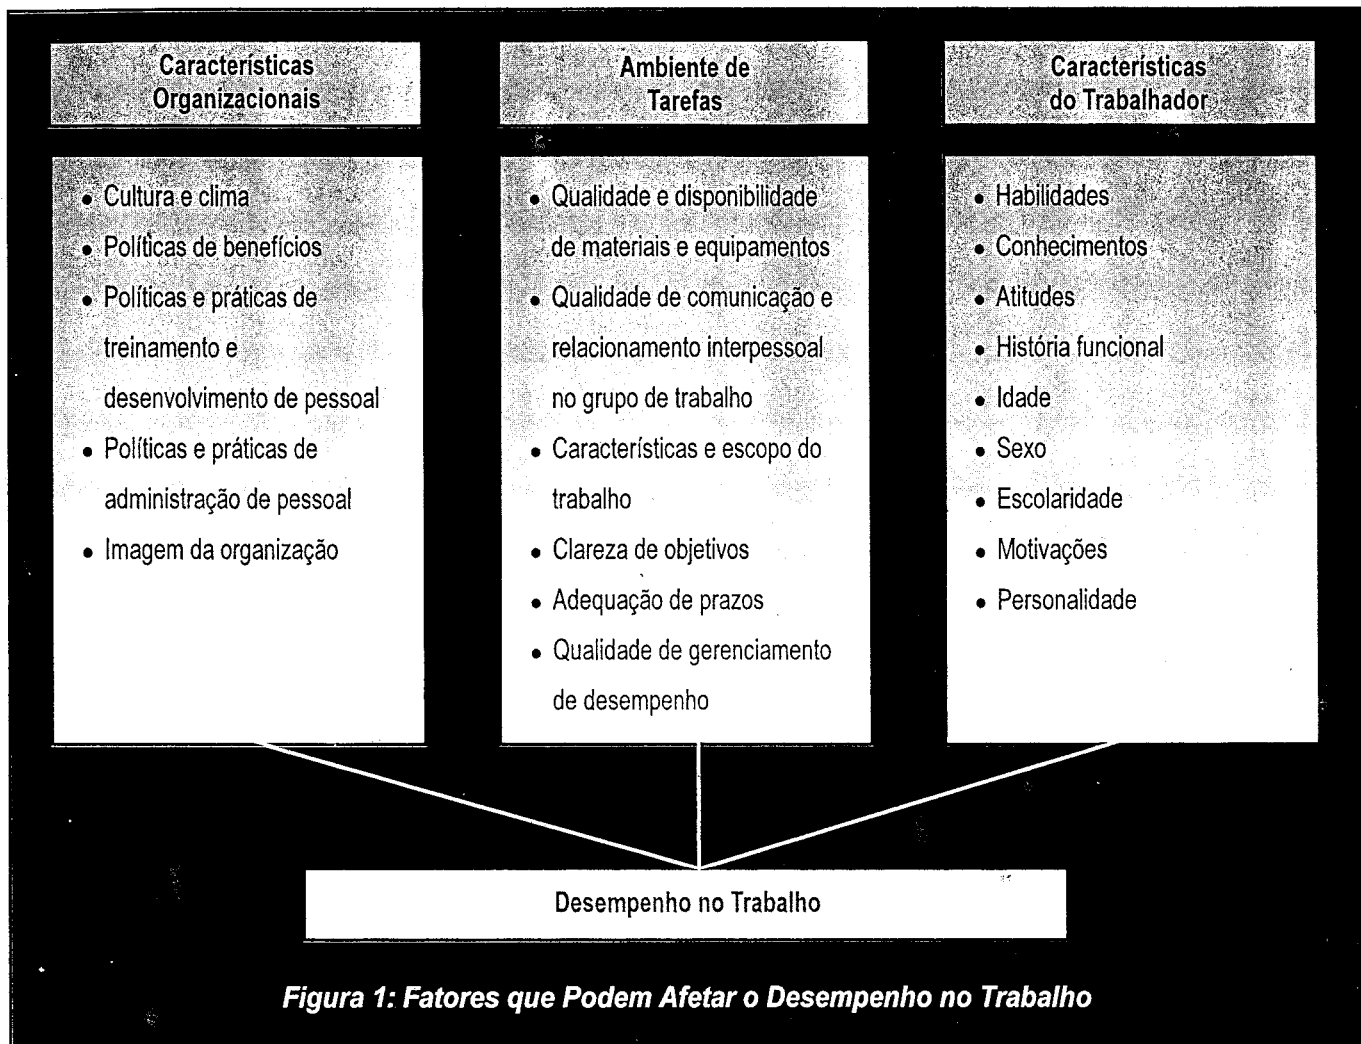 Características
Organizacionais
• Cultura e clima
• Políticas de benefícios
• Políticas e práticas de
treinamento e
desenvolvimento de pessoal
• Políticas e práticas de
administração de pessoal
• Imagem da organização
Ambiente de
Tarefas
• Qualidade e disponibilidade
de materiais e equipamentos
• Qualidade de comunicação e
relacionamento interpessoal
no grupo de trabalho
• Características e escopo do
trabalho
• Clareza de objetivos
• Adequação de prazos
• Qualidade de gerenciamento
de desempenho
Características
do Trabalhador
• Habilidades
• Conhecimentos
• Atitudes
• História funcional
• Idade
• Sexo
• Escolaridade
• Motivações
• Personalidade
Desempenho no Trabalho
Figura 1: Fatores que Podem Afetar o Desempenho no Trabalho